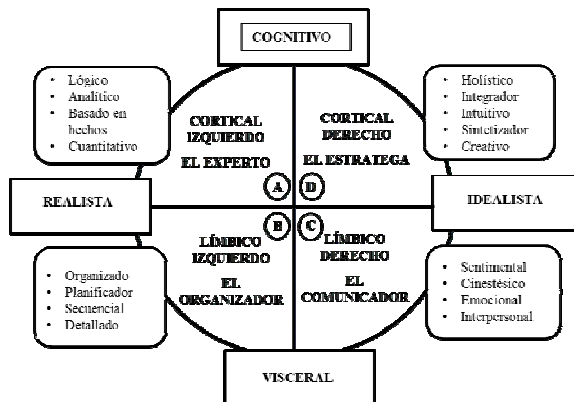 COGNITIVO
• Lógico
• Analítico
• Basado en
hechos
• Cuantitativo
CORTICAL
IZQUIERDO
EL EXPERTO
CORTICAL
DERECHO
EL ESTRATEGA
• Holístico
• Integrador
• Intuitivo
• Sintetizador
• Creativo
A
D
REALISTA
IDEALISTA
B
C
• Organizado
• Planificador
• Secuencial
• Detallado
LÍMBICO
IZQUIERDO
EL
ORGANIZADOR
LÍMBICO
DERECHO
EL
COMUNICADOR
• Sentimental
• Cinestésico
• Emocional
• Interpersonal
VISCERAL